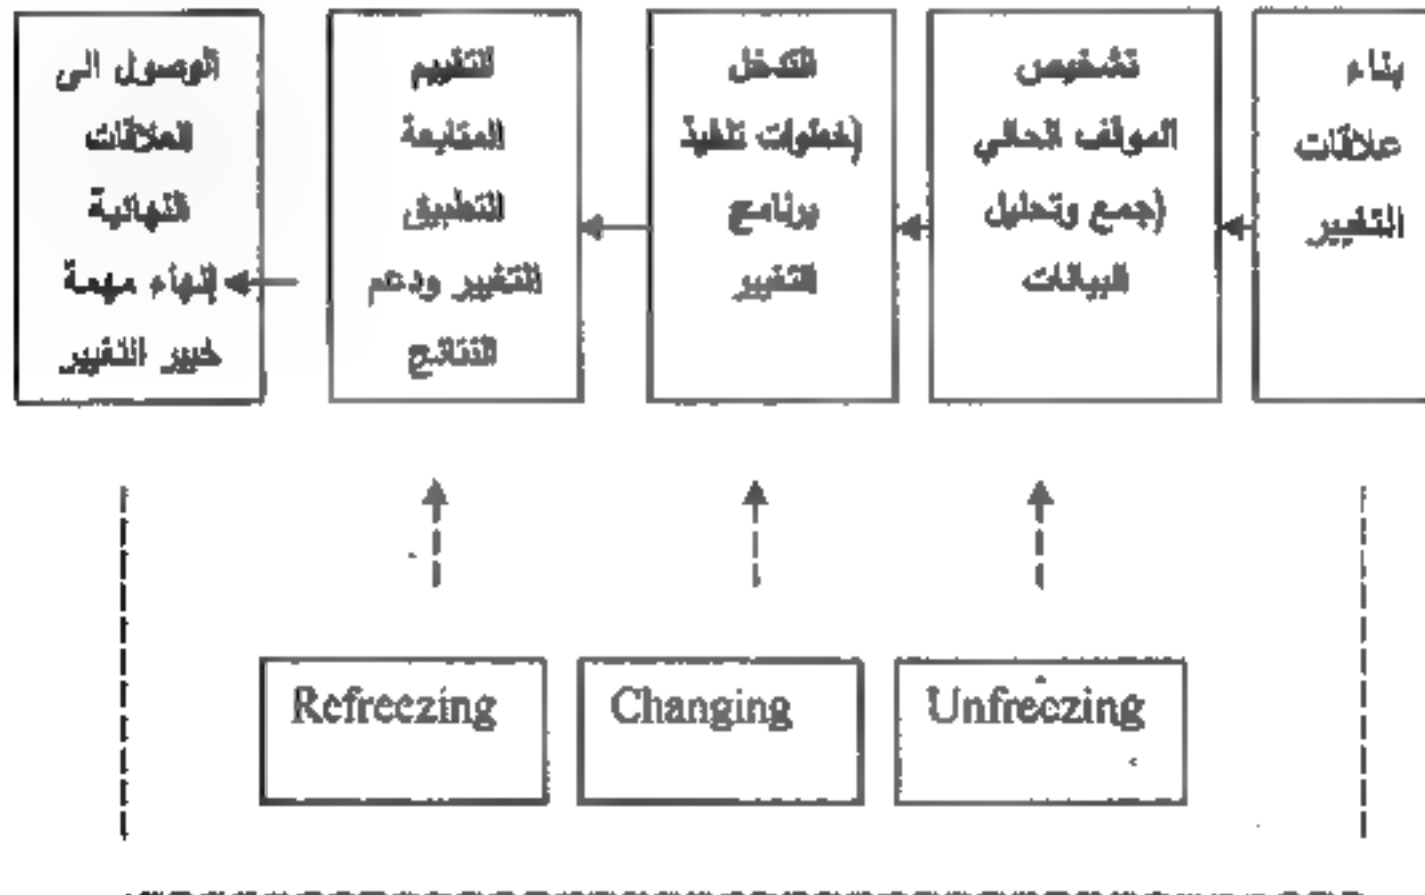 بناء
علاقات
التغيير
تشخيص
الموقف الحالي
(جمع وتحليل
البيانات
التدخل
(خطوات تنفيذ
برنامج
التغيير
التقييم
المتابعة
التطبيق
التغيير ودعم
النتائج
الوصول الى
العلاقات
النهائية
إنهاء مهمة
خبير التغيير
Unfreezing
Changing
Refreezing